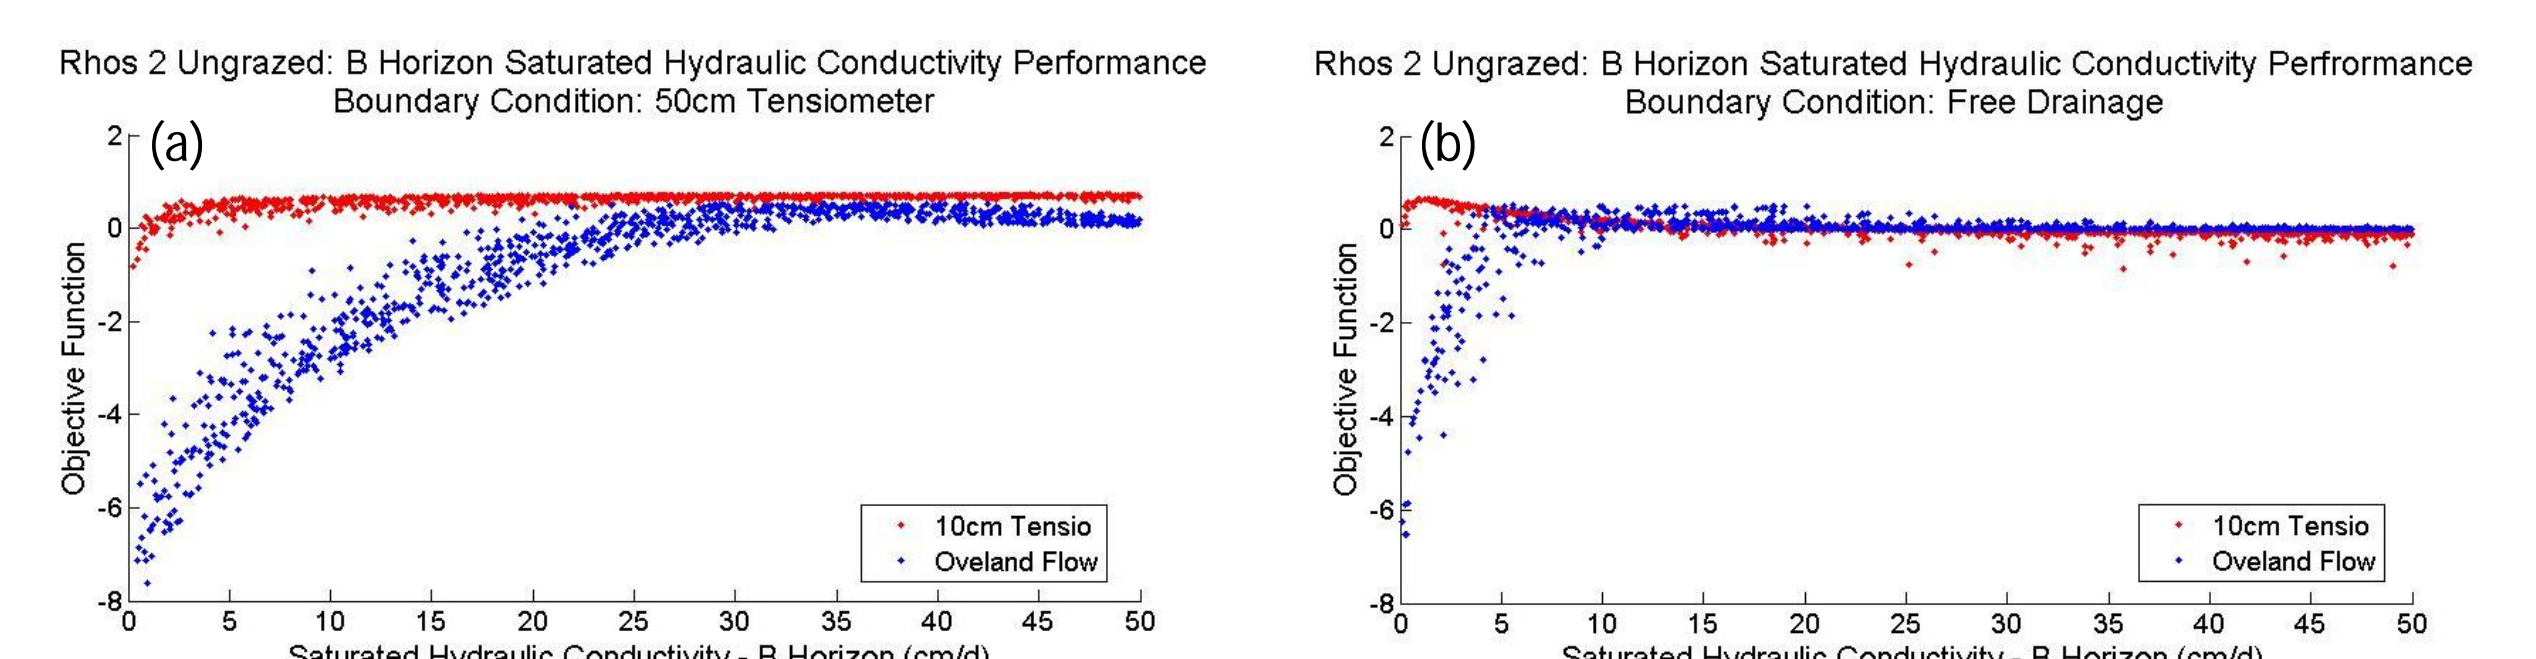 Rhos 2 Ungrazed: B Horizon Saturated Hydraulic Conductivity Performance
Boundary Condition: 50cm Tensiometer
(a)
2
0
-2
-4
-6
-8
Objective Function
10cm Tensio
Oveland Flow
0 5 10 15 20 25 30 35 40 45 50
Saturated Hydraulic Conductivity - B Horizon (cm/d)
Rhos 2 Ungrazed: B Horizon Saturated Hydraulic Conductivity Perfrormance
Boundary Condition: Free Drainage
(b)
2
0
-2
-4
-6
-8
Objective Function
10cm Tensio
Oveland Flow
0 5 10 15 20 25 30 35 40 45 50
Saturated Hydraulic Conductivity - B Horizon (cm/d)